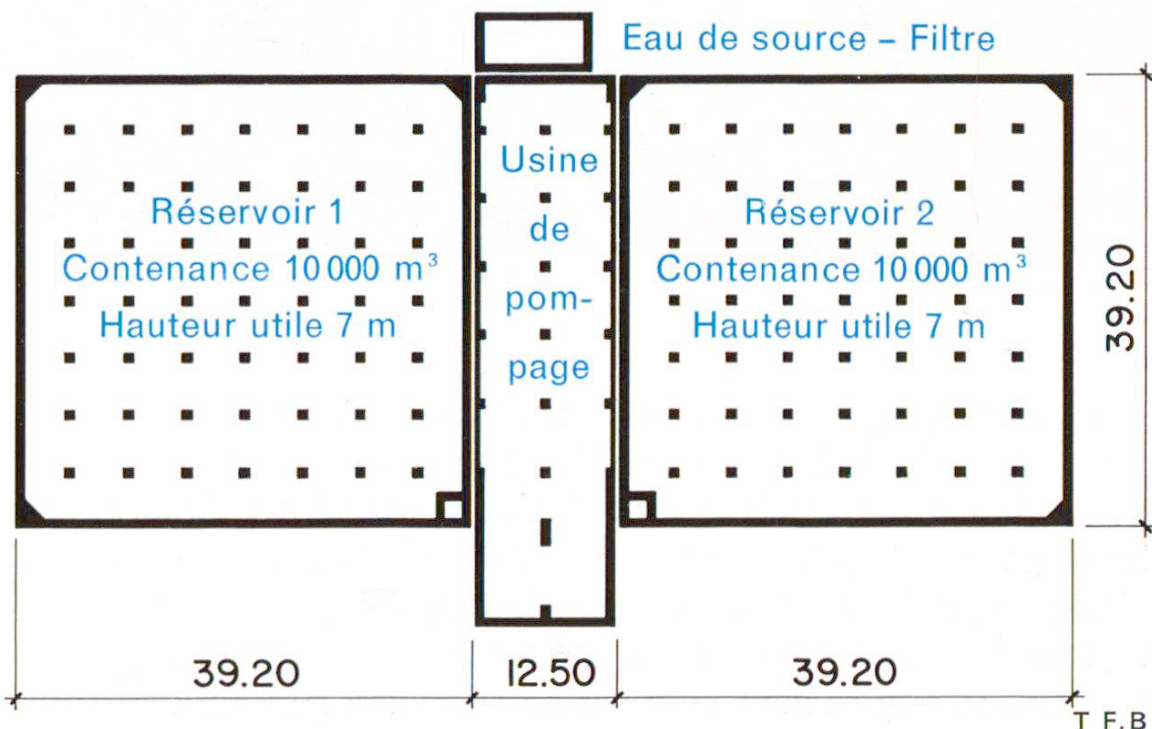 Eau de source – Filtre
Réservoir 1
Contenance 10 000 m³
Hauteur utile 7 m
Usine
de
pom-
page
Réservoir 2
Contenance 10 000 m³
Hauteur utile 7 m
39.20
39.20
12.50
39.20
T F.B